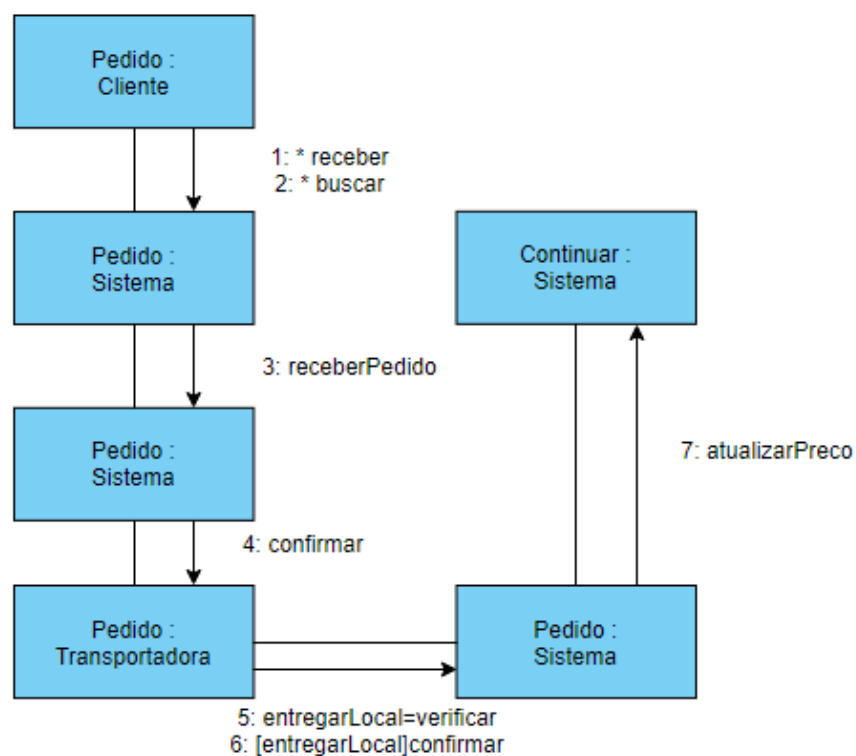 Pedido :
Cliente
1: * receber
2: * buscar
Pedido :
Sistema
Continuar :
Sistema
3: receberPedido
Pedido :
Sistema
7: atualizarPreco
4: confirmar
Pedido :
Transportadora
Pedido :
Sistema
5: entregarLocal=verificar
6: [entregarLocal]confirmar